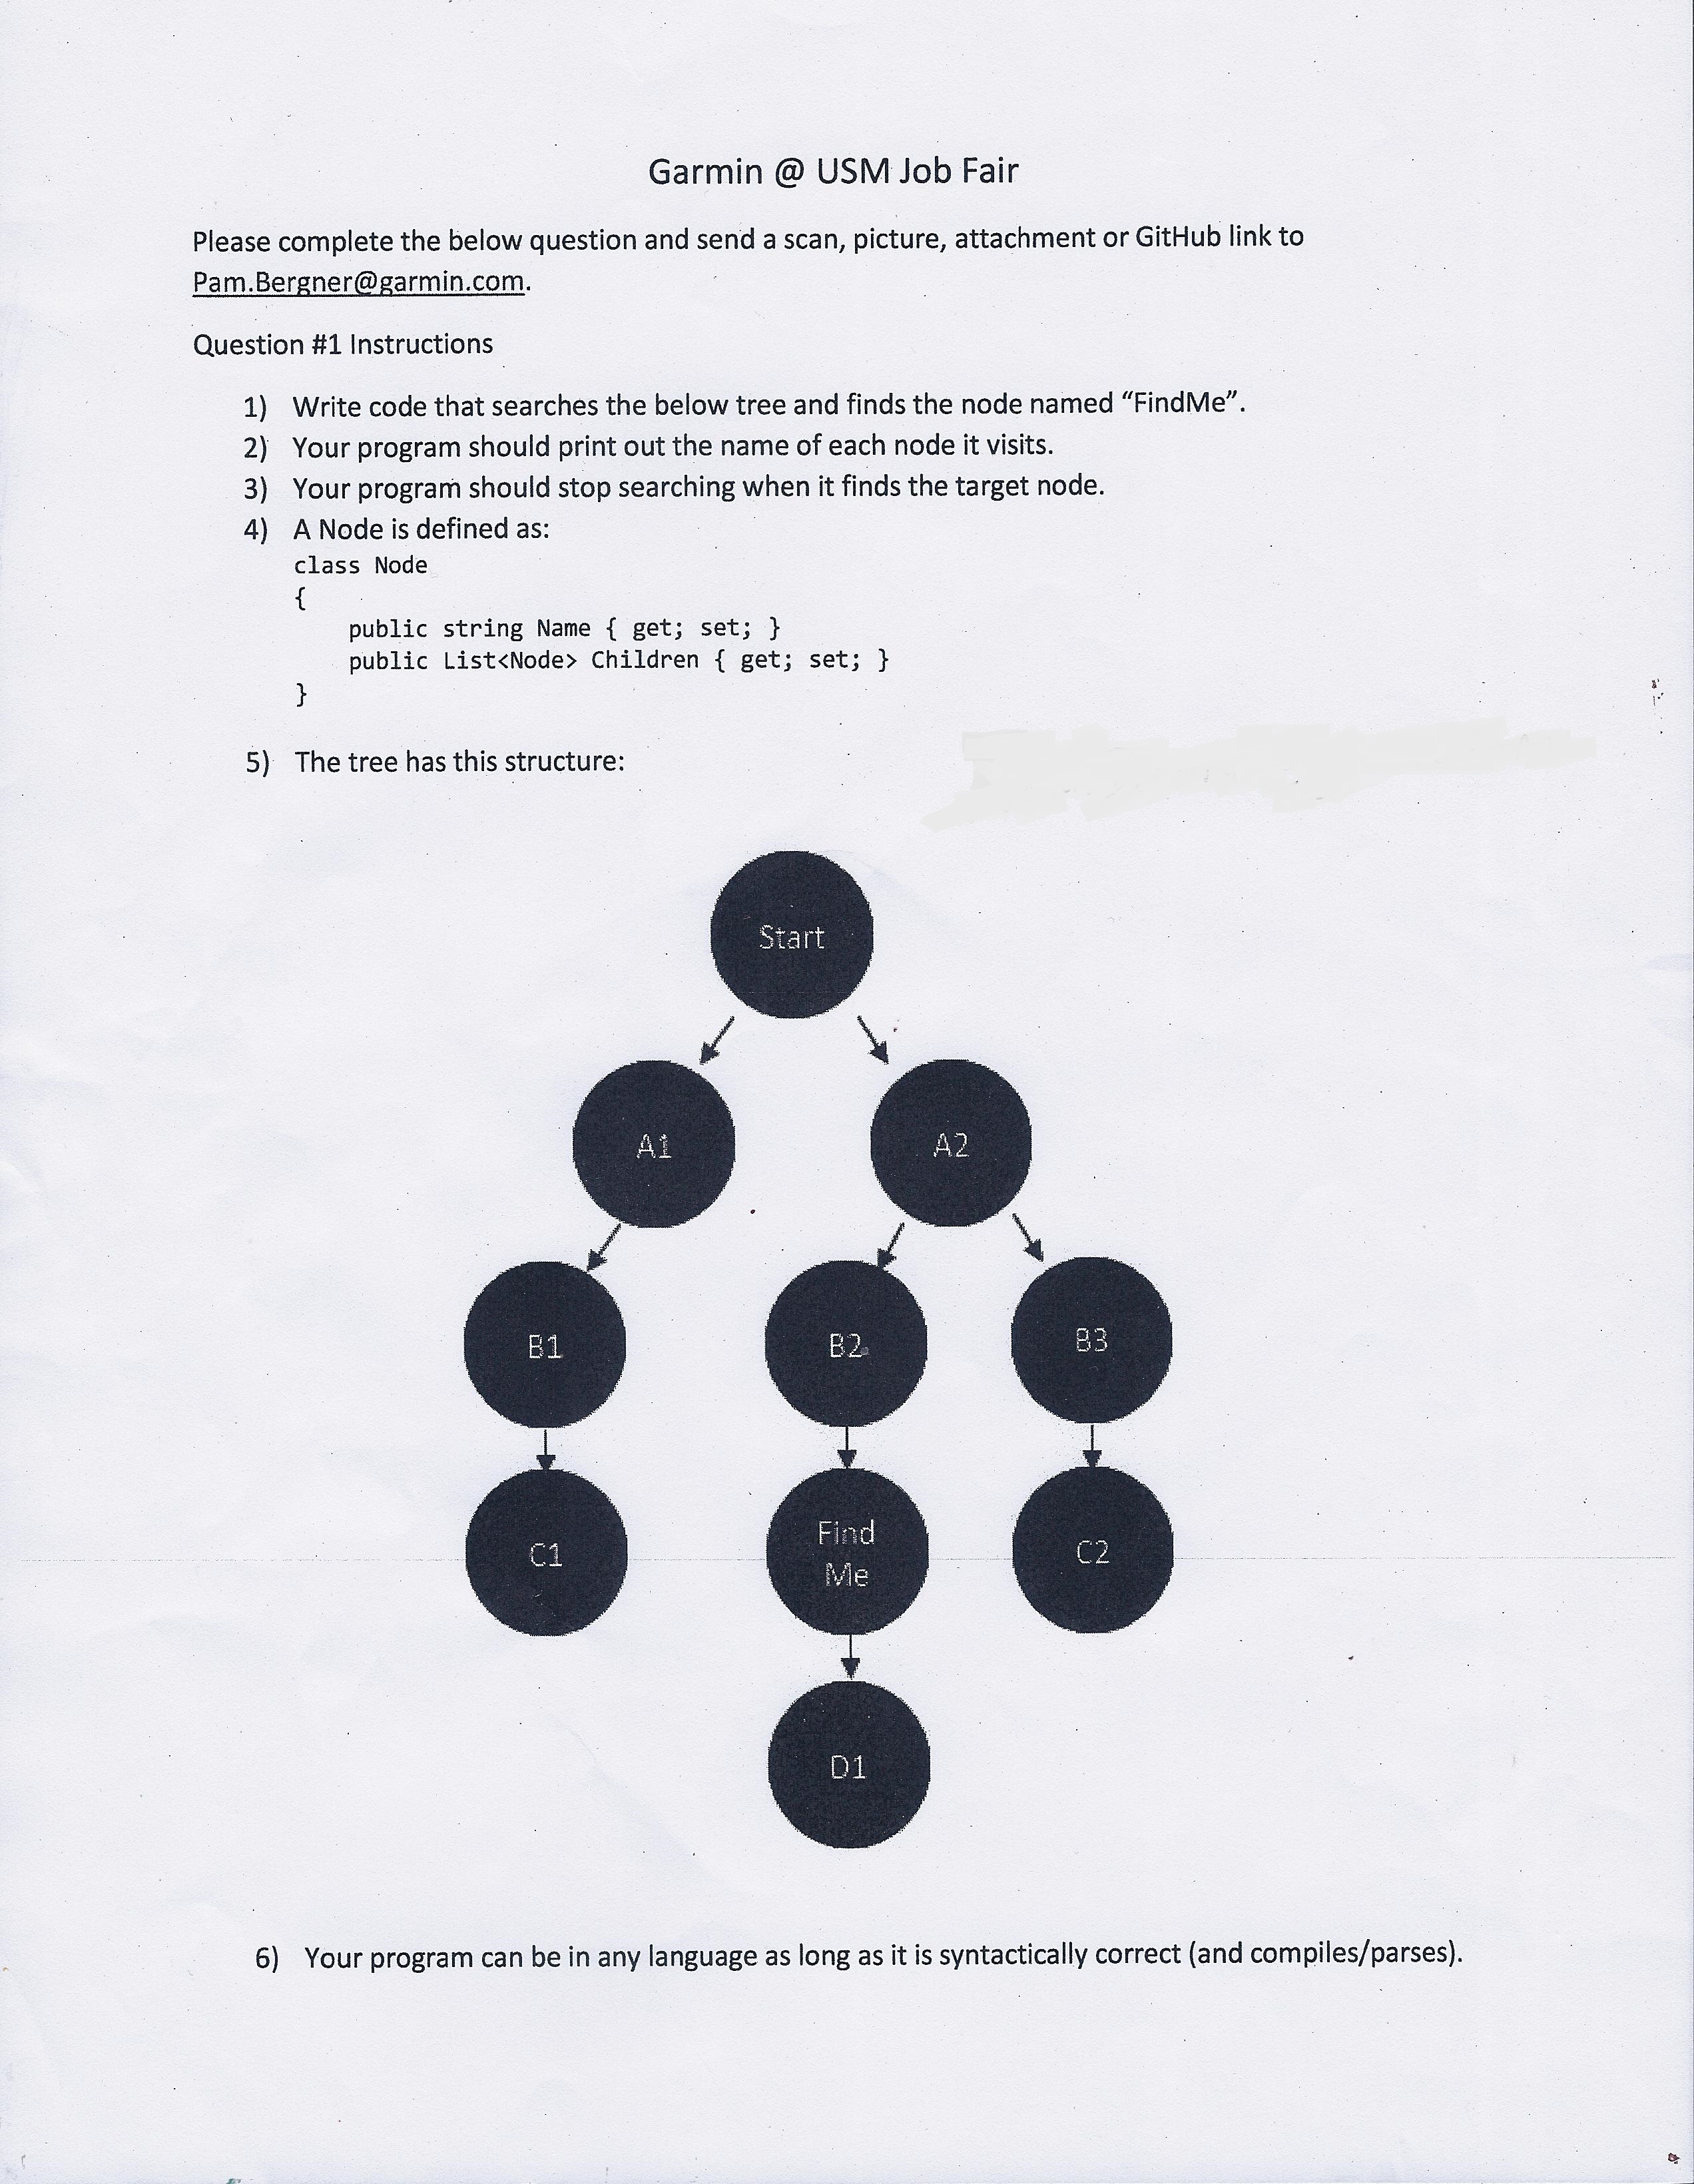 Garmin @ USM Job Fair
Please complete the below question and send a scan, picture, attachment or GitHub link to
Pam.Bergner@garmin.com.
Question #1 Instructions
1) Write code that searches the below tree and finds the node named “FindMe”.
2) Your program should print out the name of each node it visits.
3) Your program should stop searching when it finds the target node.
4) A Node is defined as:
class Node
{
public string Name { get; set; }
public List<Node> Children { get; set; }
}
5) The tree has this structure:
Start
A1
A2
B1
B2
B3
C1
Find
Me
C2
D1
6) Your program can be in any language as long as it is syntactically correct (and compiles/parses).